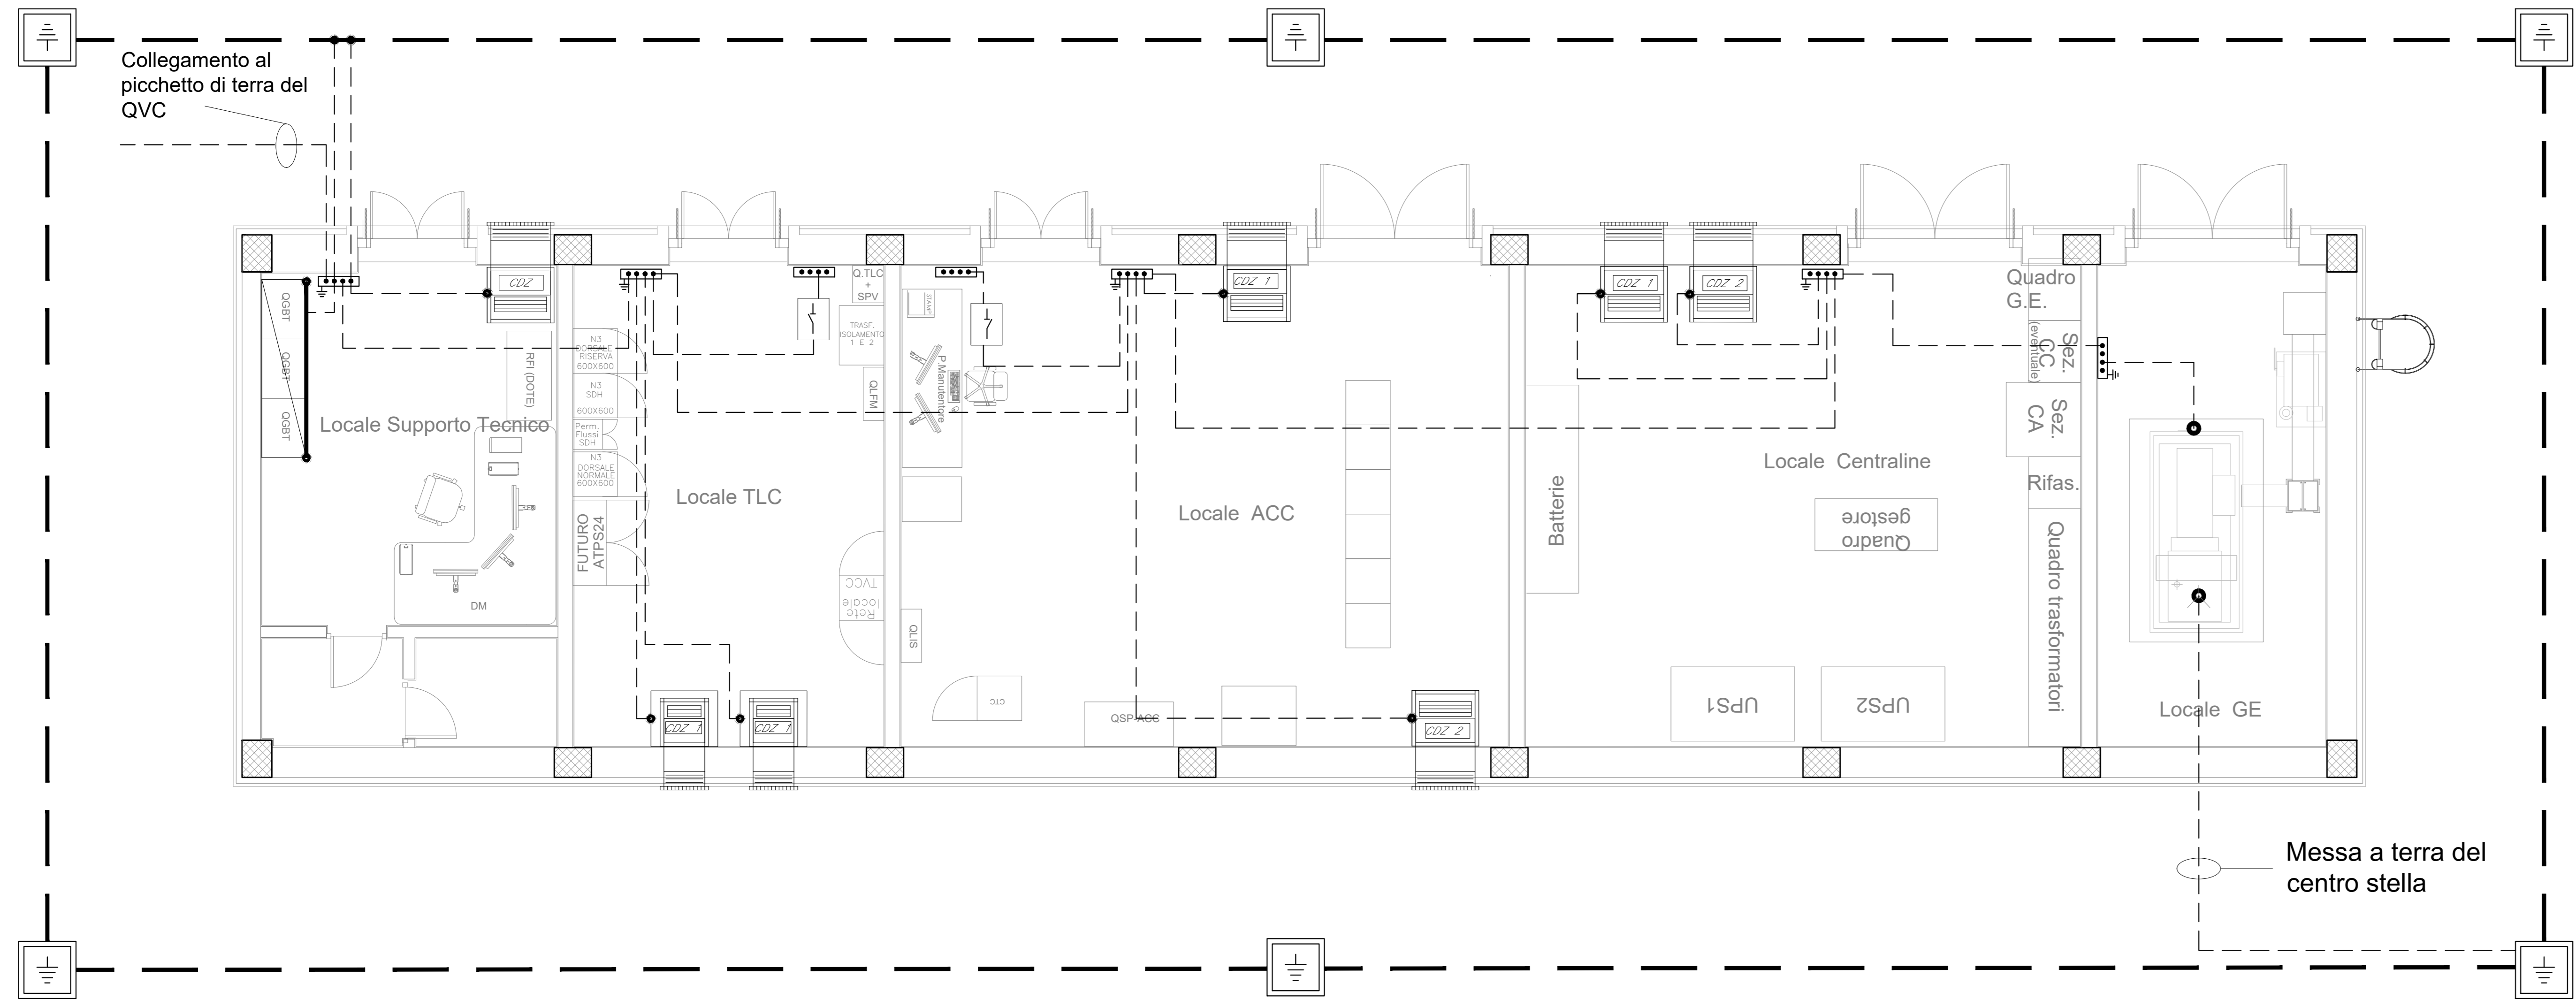 Collegamento al
picchetto di terra del
QVC
CDZ
QGBT
QGBT
QGBT
RFI (DOTE)
Locale Supporto Tecnico
DM
N3
DORSALE
RISERVA
600X600
N3
SDH
600X600
Perm.
Flussi
SDH
N3
DORSALE
NORMALE
600X600
FUTURO
ATPS24
Locale TLC
Q.TLC
+
SPV
TRASF.
ISOLAMENTO
1 E 2
QLFM
TVCC
Rete
locale
CDZ 1
CDZ 1
STAMP
P.Manutentore
QLIS
CTC
QSP-ACC
CDZ 1
Locale ACC
CDZ 2
CDZ 1
CDZ 2
Batterie
Locale Centraline
Quadro
gestore
UPS1
UPS2
Quadro
G.E.
Sez.
CC
(eventuale)
Sez.
CA
Rifas.
Quadro trasformatori
Locale GE
Messa a terra del
centro stella